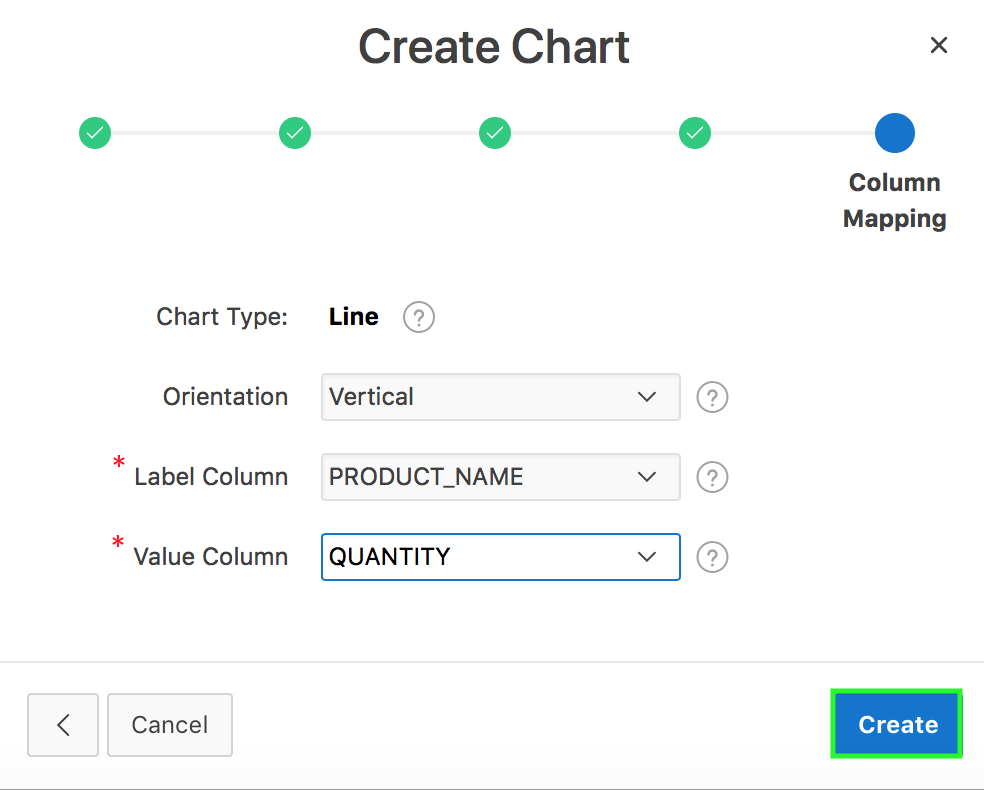 Create Chart
Column
Mapping
Chart Type: Line ?
Orientation Vertical ?
* Label Column PRODUCT_NAME ?
* Value Column QUANTITY ?
Cancel Create